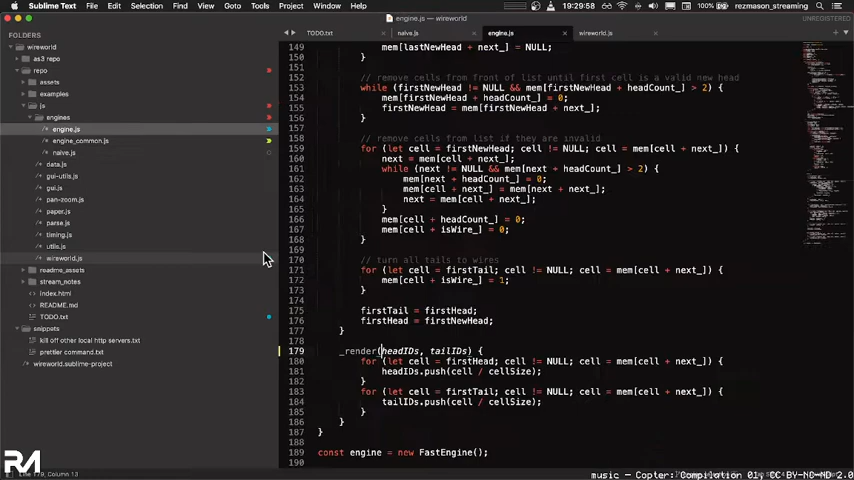 Sublime Text File Edit Selection Find View Goto Tools Project Window Help
100% 19:29:58 rezmason_streaming
engine.js — wireworld
UNREGISTERED
FOLDERS
wireworld
as3 repo
repo
assets
examples
js
engines
engine.js
engine_common.js
naive.js
data.js
gui-utils.js
gui.js
pan-zoom.js
paper.js
parse.js
timing.js
utils.js
wireworld.js
readme_assets
stream_notes
index.html
README.md
TODO.txt
snippets
kill off other local http servers.txt
prettier command.txt
wireworld.sublime-project
TODO.txt
naive.js
engine.js
wireworld.js
149 mem[lastNewHead + next_] = NULL;
150 }
151
152 // remove cells from front of list until first cell is a valid new head
153 while (firstNewHead != NULL && mem[firstNewHead + headCount_] > 2) {
154 mem[firstNewHead + headCount_] = 0;
155 firstNewHead = mem[firstNewHead + next_];
156 }
157
158 // remove cells from list if they are invalid
159 for (let cell = firstNewHead; cell != NULL; cell = mem[cell + next_]) {
160 next = mem[cell + next_];
161 while (next != NULL && mem[next + headCount_] > 2) {
162 mem[next + headCount_] = 0;
163 mem[cell + next_] = mem[next + next_];
164 next = mem[cell + next_];
165 }
166 mem[cell + headCount_] = 0;
167 mem[cell + isWire_] = 0;
168 }
169
170 // turn all tails to wires
171 for (let cell = firstTail; cell != NULL; cell = mem[cell + next_]) {
172 mem[cell + isWire_] = 1;
173 }
174
175 firstTail = firstHead;
176 firstHead = firstNewHead;
177 }
178
179 _render(headIDs, tailIDs) {
180 for (let cell = firstHead; cell != NULL; cell = mem[cell + next_]) {
181 headIDs.push(cell / cellSize);
182 }
183 for (let cell = firstTail; cell != NULL; cell = mem[cell + next_]) {
184 tailIDs.push(cell / cellSize);
185 }
186 }
187 }
188
189 const engine = new FastEngine();
190
RM
Line 179, Column 13
music - Copter: Compilation 01, CC BY-NC-ND 2.0